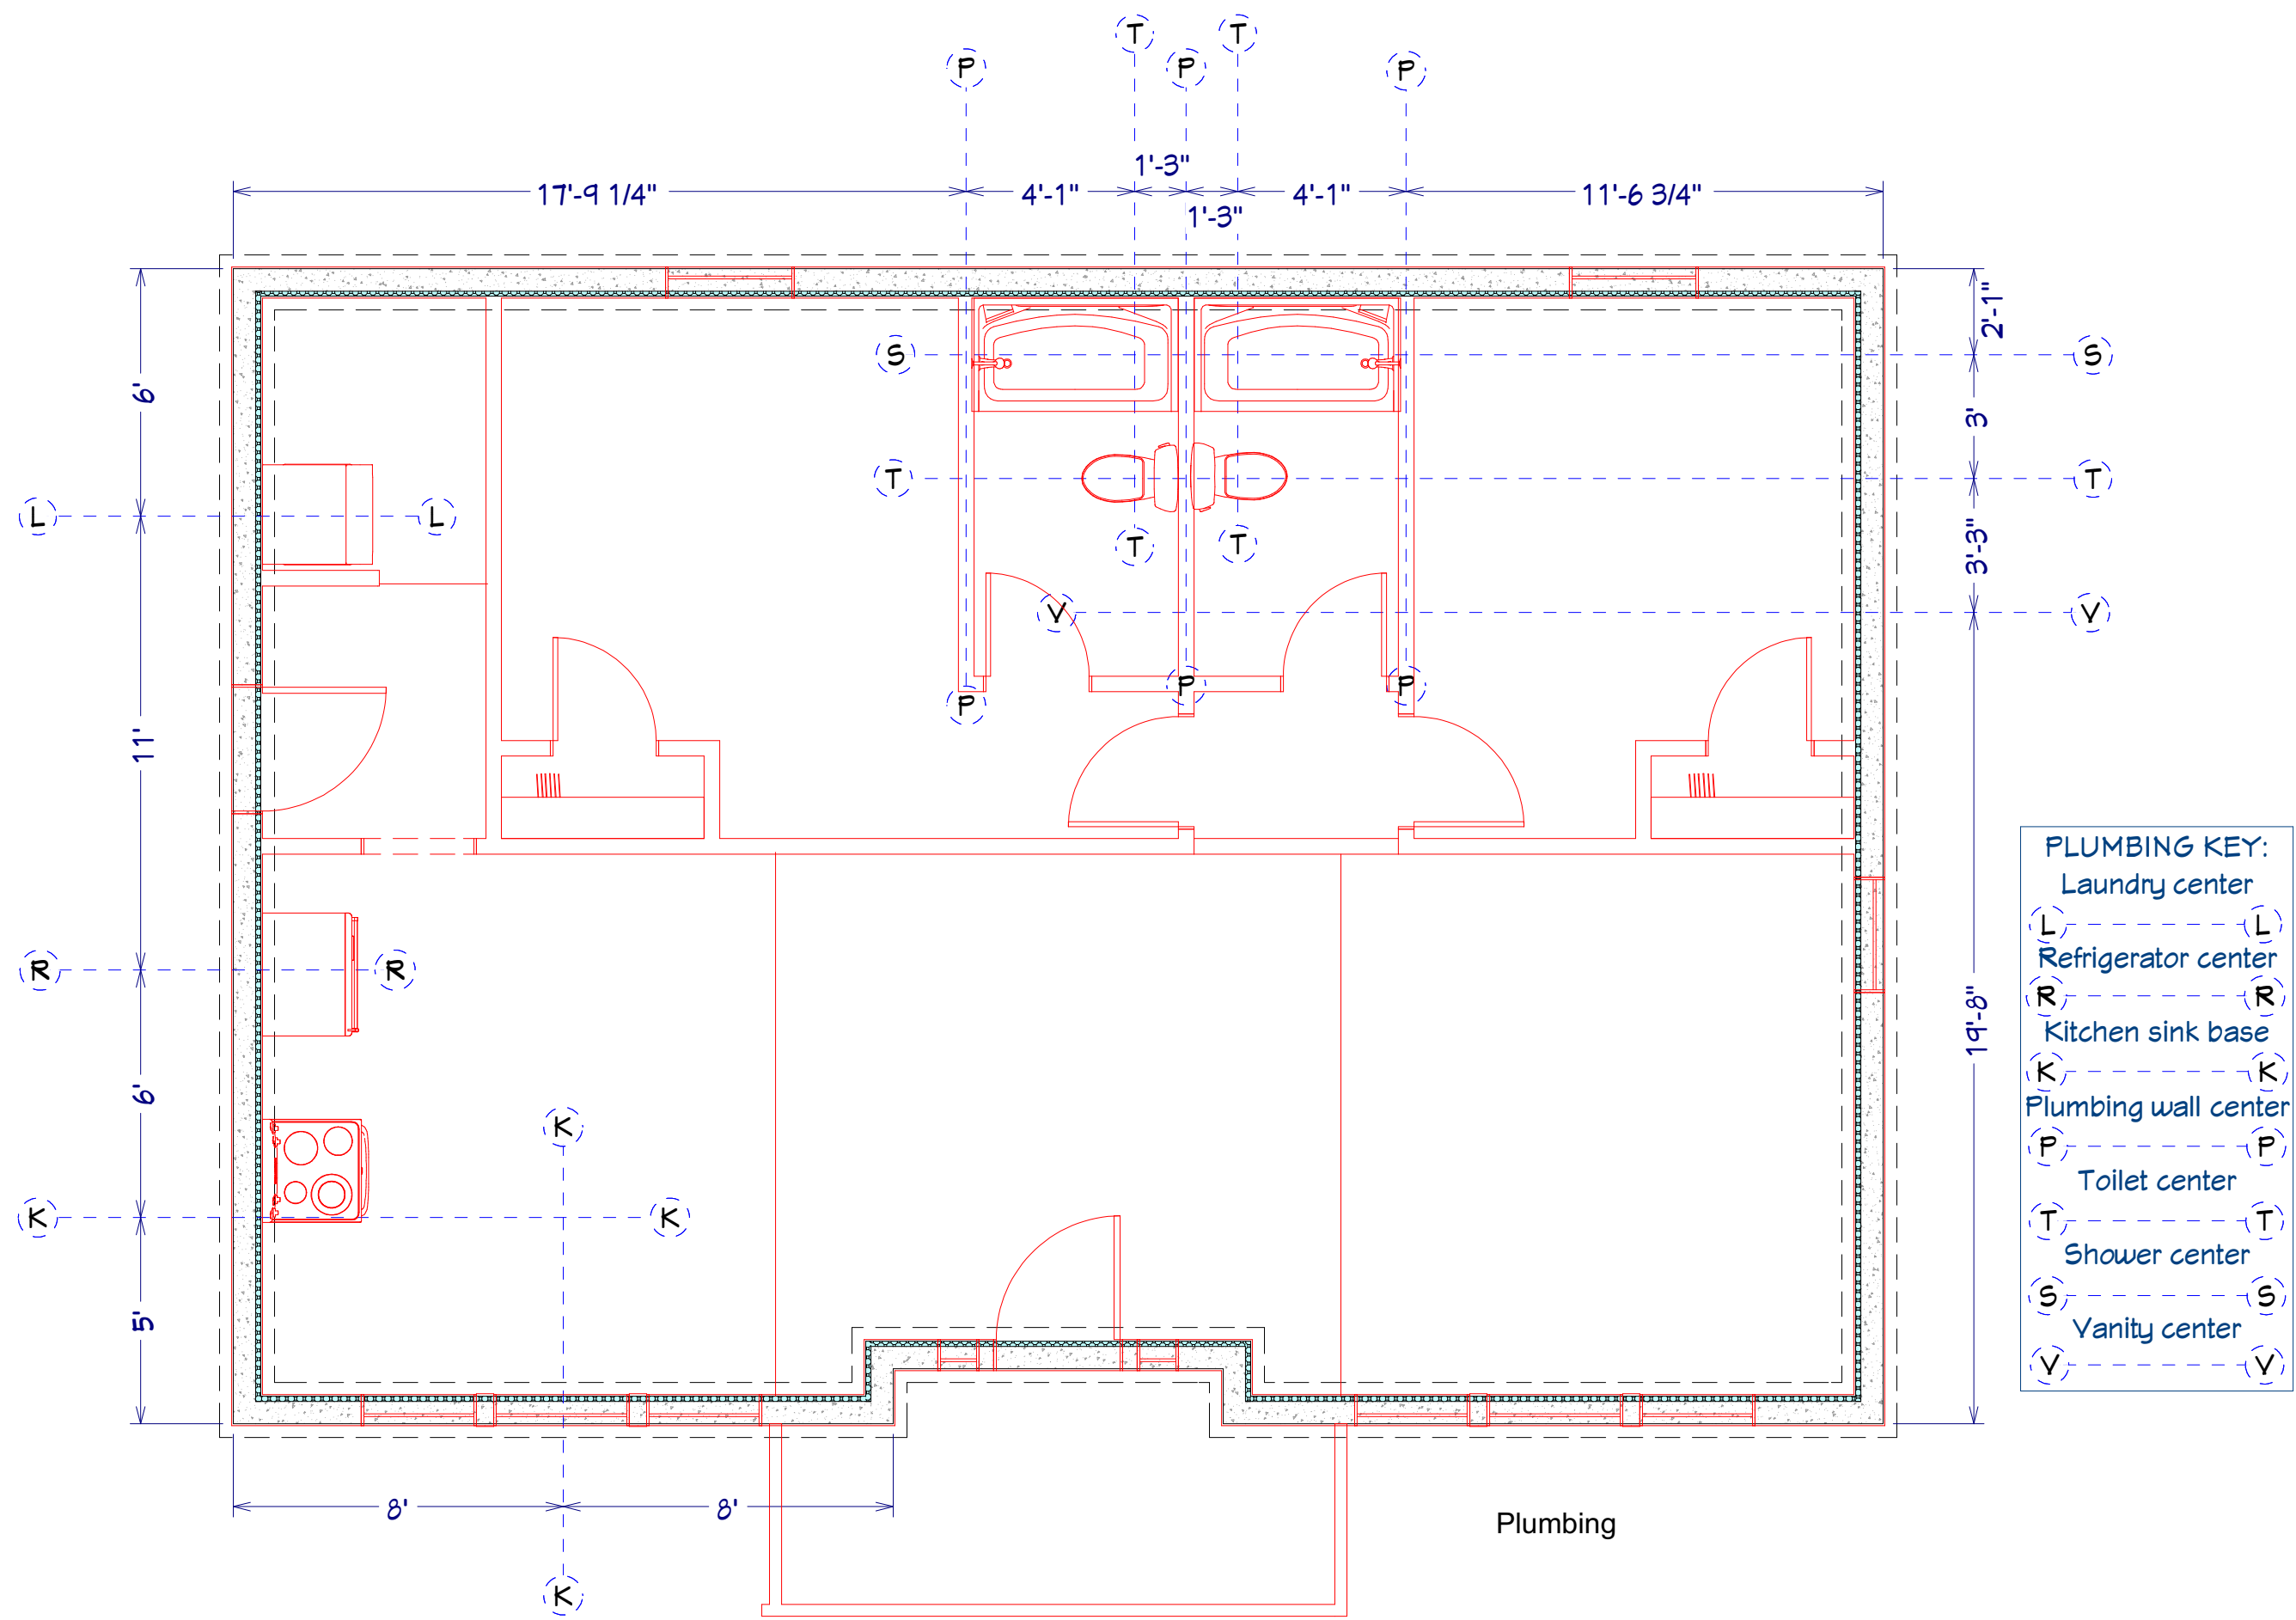 T T
P P P
1'-3"
17'-9 1/4" 4'-1" 4'-1" 11'-6 3/4"
1'-3"
2'-1"
S S
6' 3'
T T
L L
T T
3'-3"
V V
P P P
11'
PLUMBING KEY:
Laundry center
L L
Refrigerator center
R R
Kitchen sink base
K K
Plumbing wall center
P P
Toilet center
T T
Shower center
S S
Vanity center
V V
R R
19'-8"
6'
K
K K
5'
8' 8'
Plumbing
K